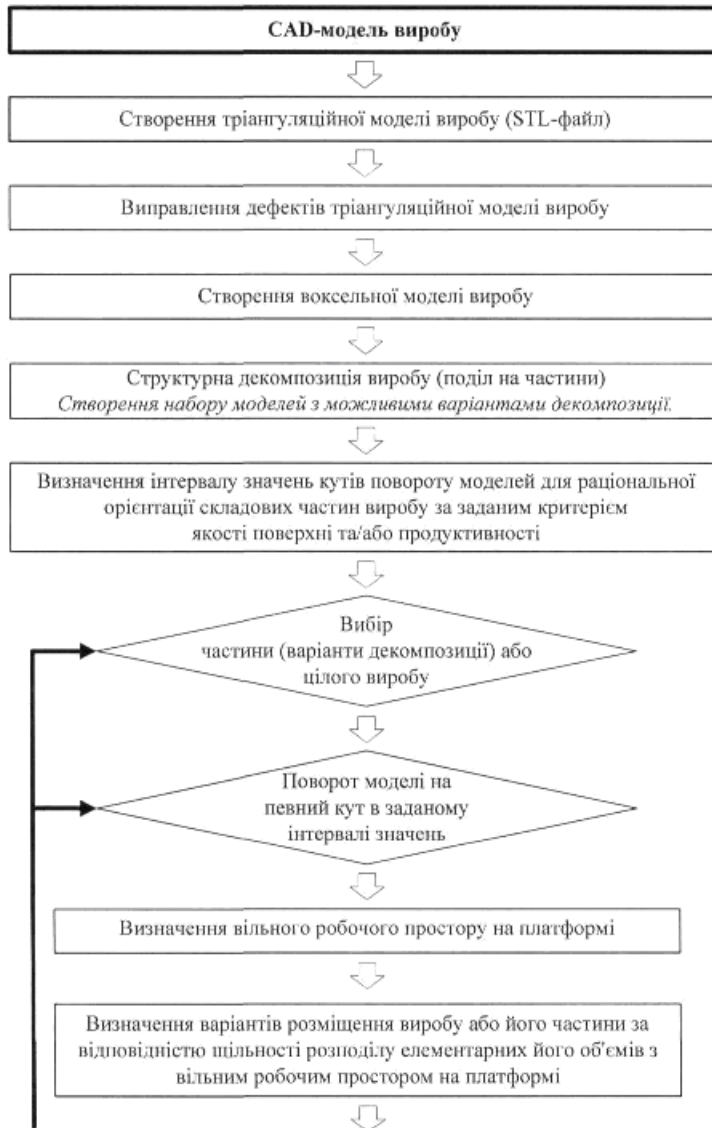 CAD-модель виробу
Створення тріангуляційної моделі виробу (STL-файл)
Виправлення дефектів тріангуляційної моделі виробу
Створення воксельної моделі виробу
Структурна декомпозиція виробу (поділ на частини)
Створення набору моделей з можливими варіантами декомпозиції.
Визначення інтервалу значень кутів повороту моделей для раціональної
орієнтації складових частин виробу за заданим критерієм
якості поверхні та/або продуктивності
Вибір
частини (варіанти декомпозиції) або
цілого виробу
Поворот моделі на
певний кут в заданому
інтервалі значень
Визначення вільного робочого простору на платформі
Визначення варіантів розміщення виробу або його частини за
відповідністю щільності розподілу елементарних його об'ємів з
вільним робочим простором на платформі